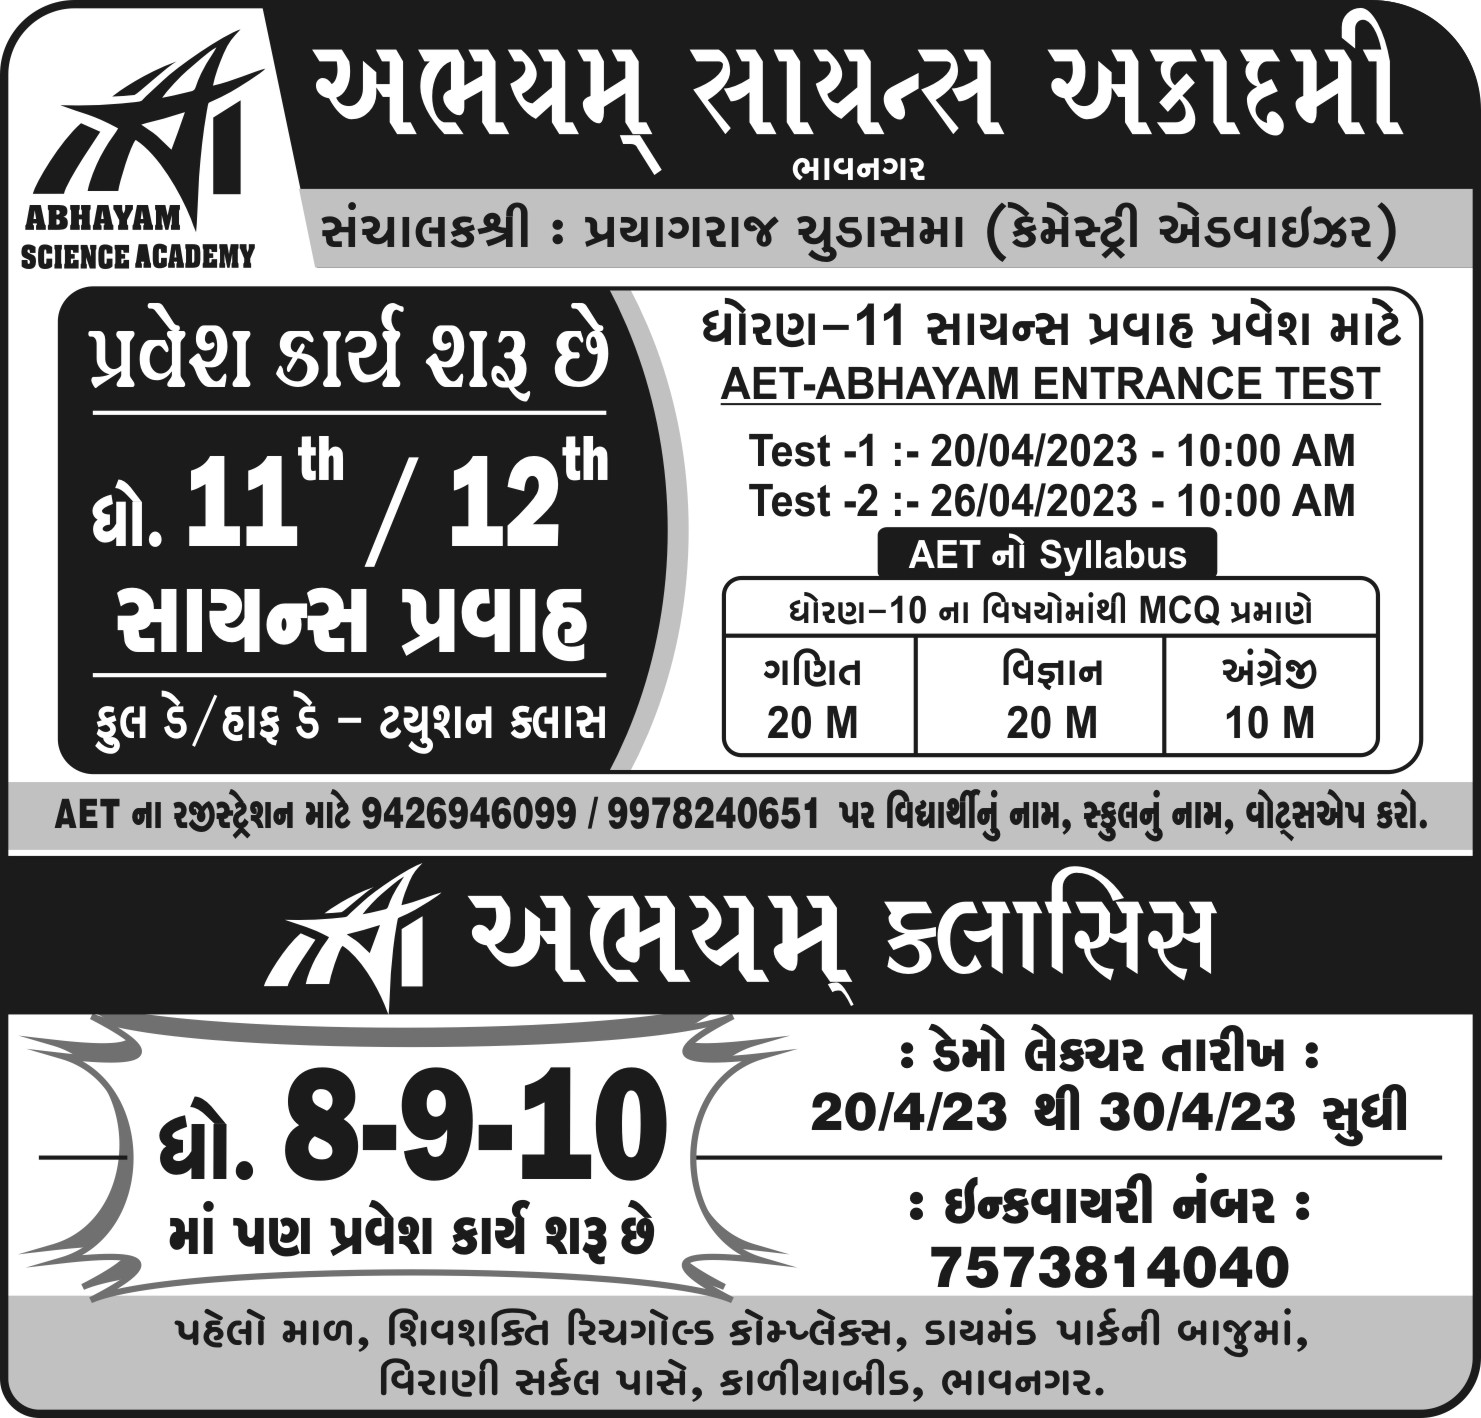 અભયમ્ સાયન્સ અકાદમી
ભાવનગર
ABHAYAM
SCIENCE ACADEMY
સંચાલકશ્રી : પ્રયાગરાજ ચુડાસમા (કેમેસ્ટ્રી એડવાઈઝર)
પ્રવેશ કાર્ય શરૂ છે
ધો. 11th / 12th
સાયન્સ પ્રવાહ
ફુલ ડે/હાફ ડે – ટયુશન ક્લાસ
ધોરણ–11 સાયન્સ પ્રવાહ પ્રવેશ માટે
AET-ABHAYAM ENTRANCE TEST
Test -1 :- 20/04/2023 - 10:00 AM
Test -2 :- 26/04/2023 - 10:00 AM
AET નો Syllabus
ધોરણ–10 ના વિષયોમાંથી MCQ પ્રમાણે
ગણિત વિજ્ઞાન અંગ્રેજી
20 M 20 M 10 M
AET ના રજીસ્ટ્રેશન માટે 9426946099 / 9978240651 પર વિદ્યાર્થીનું નામ, સ્કુલનું નામ, વોટ્સએપ કરો.
અભયમ્ ક્લાસિસ
ધો. 8-9-10
માં પણ પ્રવેશ કાર્ય શરૂ છે
: ડેમો લેક્ચર તારીખ :
20/4/23 થી 30/4/23 સુધી
: ઈન્કવાયરી નંબર :
7573814040
પહેલો માળ, શિવશક્તિ રિચગોલ્ડ કોમ્પ્લેક્સ, ડાયમંડ પાર્કની બાજુમાં,
વિરાણી સર્કલ પાસે, કાળીયાબીડ, ભાવનગર.